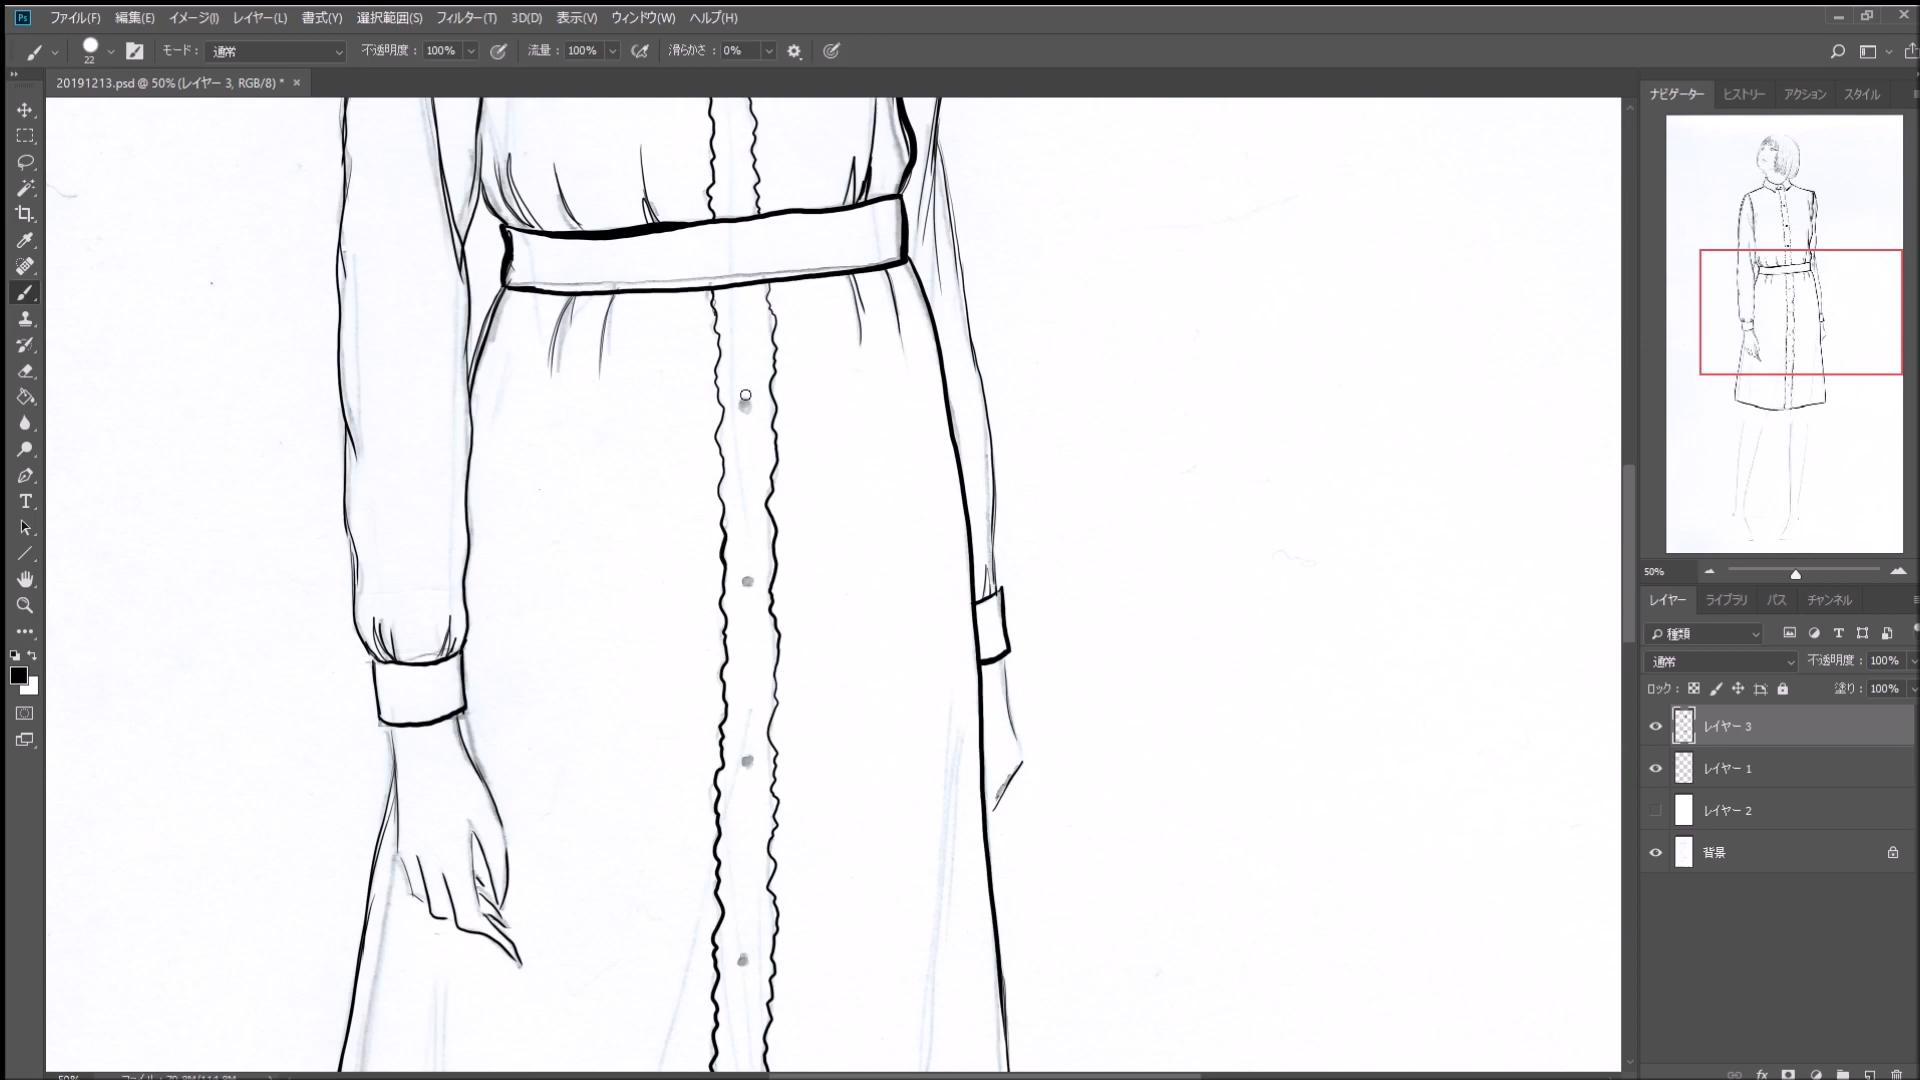 Ps ファイル(F) 編集(E) イメージ(I) レイヤー(L) 書式(Y) 選択範囲(S) フィルター(T) 3D(D) 表示(V) ウィンドウ(W) ヘルプ(H)
22 モード: 通常 不透明度: 100% 流量: 100% 滑らかさ: 0%
20191213.psd @ 50% (レイヤー 3, RGB/8) *
ナビゲーター ヒストリー アクション スタイル
50%
レイヤー ライブラリ パス チャンネル
種類
通常 不透明度: 100%
ロック: 塗り: 100%
レイヤー 3
レイヤー 1
レイヤー 2
背景
fx